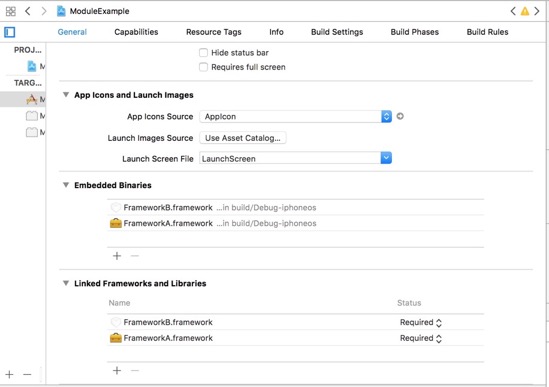 ModuleExample
General Capabilities Resource Tags Info Build Settings Build Phases Build Rules
PROJ...
M
TARG...
M
M
M
Hide status bar
Requires full screen
App Icons and Launch Images
App Icons Source AppIcon
Launch Images Source Use Asset Catalog...
Launch Screen File LaunchScreen
Embedded Binaries
FrameworkB.framework ...in build/Debug-iphoneos
FrameworkA.framework ...in build/Debug-iphoneos
+ −
Linked Frameworks and Libraries
Name Status
FrameworkB.framework Required
FrameworkA.framework Required
+ −
+ −